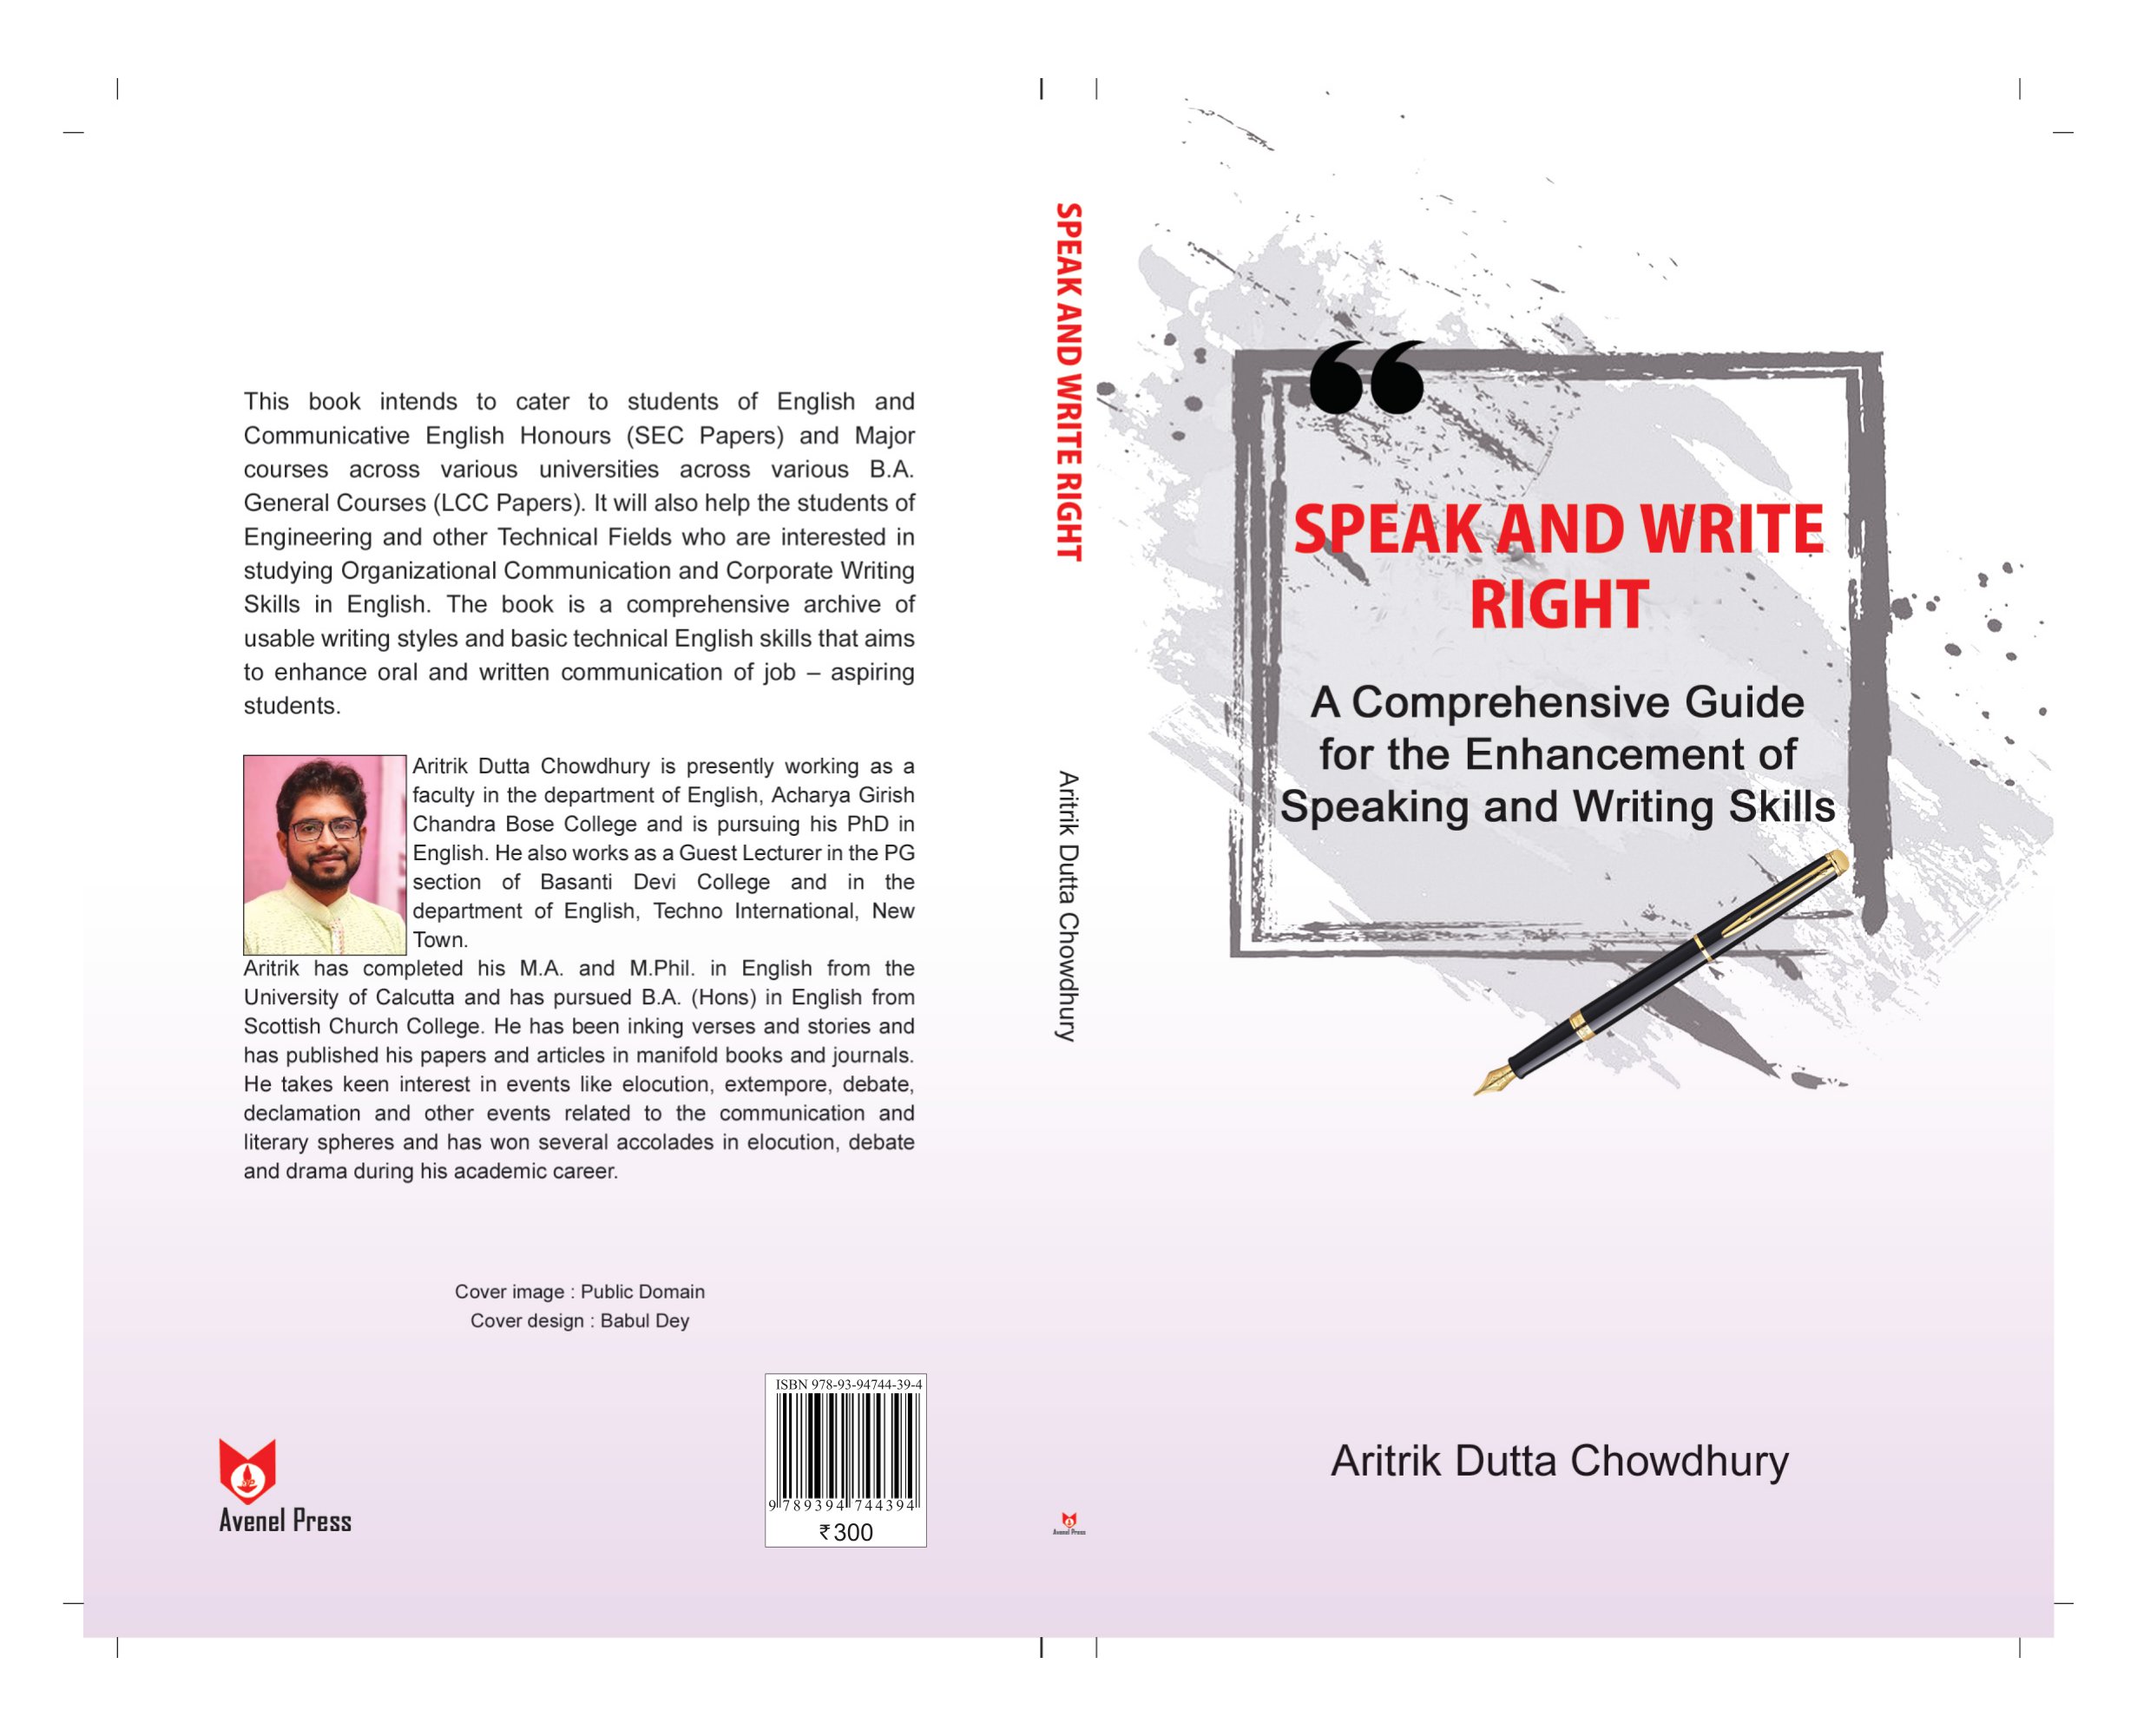 This book intends to cater to students of English and
Communicative English Honours (SEC Papers) and Major
courses across various universities across various B.A.
General Courses (LCC Papers). It will also help the students of
Engineering and other Technical Fields who are interested in
studying Organizational Communication and Corporate Writing
Skills in English. The book is a comprehensive archive of
usable writing styles and basic technical English skills that aims
to enhance oral and written communication of job – aspiring
students.
Aritrik Dutta Chowdhury is presently working as a
faculty in the department of English, Acharya Girish
Chandra Bose College and is pursuing his PhD in
English. He also works as a Guest Lecturer in the PG
section of Basanti Devi College and in the
department of English, Techno International, New
Town.
Aritrik has completed his M.A. and M.Phil. in English from the
University of Calcutta and has pursued B.A. (Hons) in English from
Scottish Church College. He has been inking verses and stories and
has published his papers and articles in manifold books and journals.
He takes keen interest in events like elocution, extempore, debate,
declamation and other events related to the communication and
literary spheres and has won several accolades in elocution, debate
and drama during his academic career.
Cover image : Public Domain
Cover design : Babul Dey
Avenel Press
ISBN 978-93-94744-39-4
9 789394 744394
₹300
SPEAK AND WRITE RIGHT
Aritrik Dutta Chowdhury
Avenel Press
❝
SPEAK AND WRITE
RIGHT
A Comprehensive Guide
for the Enhancement of
Speaking and Writing Skills
Aritrik Dutta Chowdhury